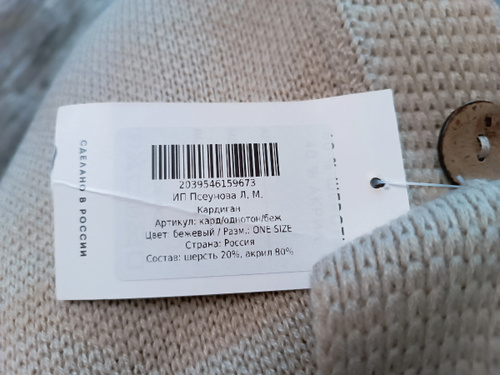 СДЕЛАНО В РОССИИ
2039546159673
ИП Псеунова Л. М.
Кардиган
Артикул: кард/однотон/беж
Цвет: бежевый / Разм.: ONE SIZE
Страна: Россия
Состав: шерсть 20%, акрил 80%